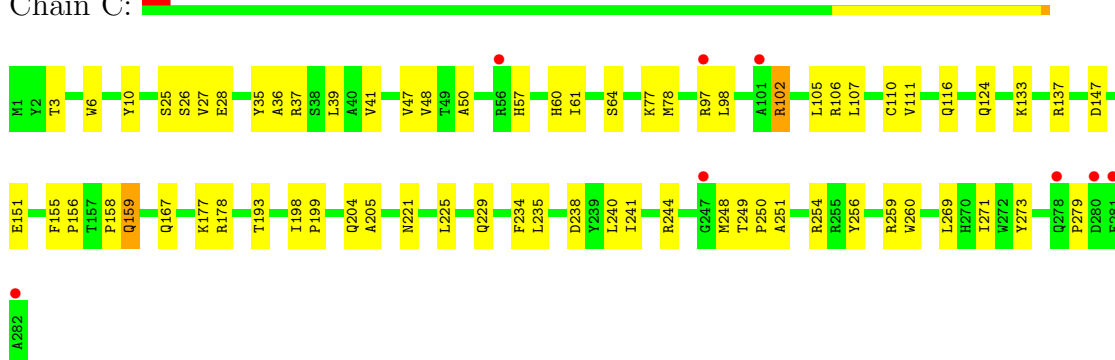 Chain C:
M1 Y2 T3 W6 Y10 S25 S26 V27 E28 Y35 A36 R37 S38 L39 A40 V41 V47 V48 T49 A50 R56 H57 H60 I61 S64 K77 M78 R97 L98 A101 R102 L105 R106 L107 C110 V111 Q116 Q124 K133 R137 D147
E151 F155 P156 T157 P158 Q159 Q167 K177 R178 T193 I198 P199 Q204 A205 N221 L225 Q229 F234 L235 D238 Y239 L240 I241 R244 G247 M248 T249 P250 A251 R254 R255 Y256 R259 W260 L269 H270 I271 W272 Y273 Q278 P279 D280
A282